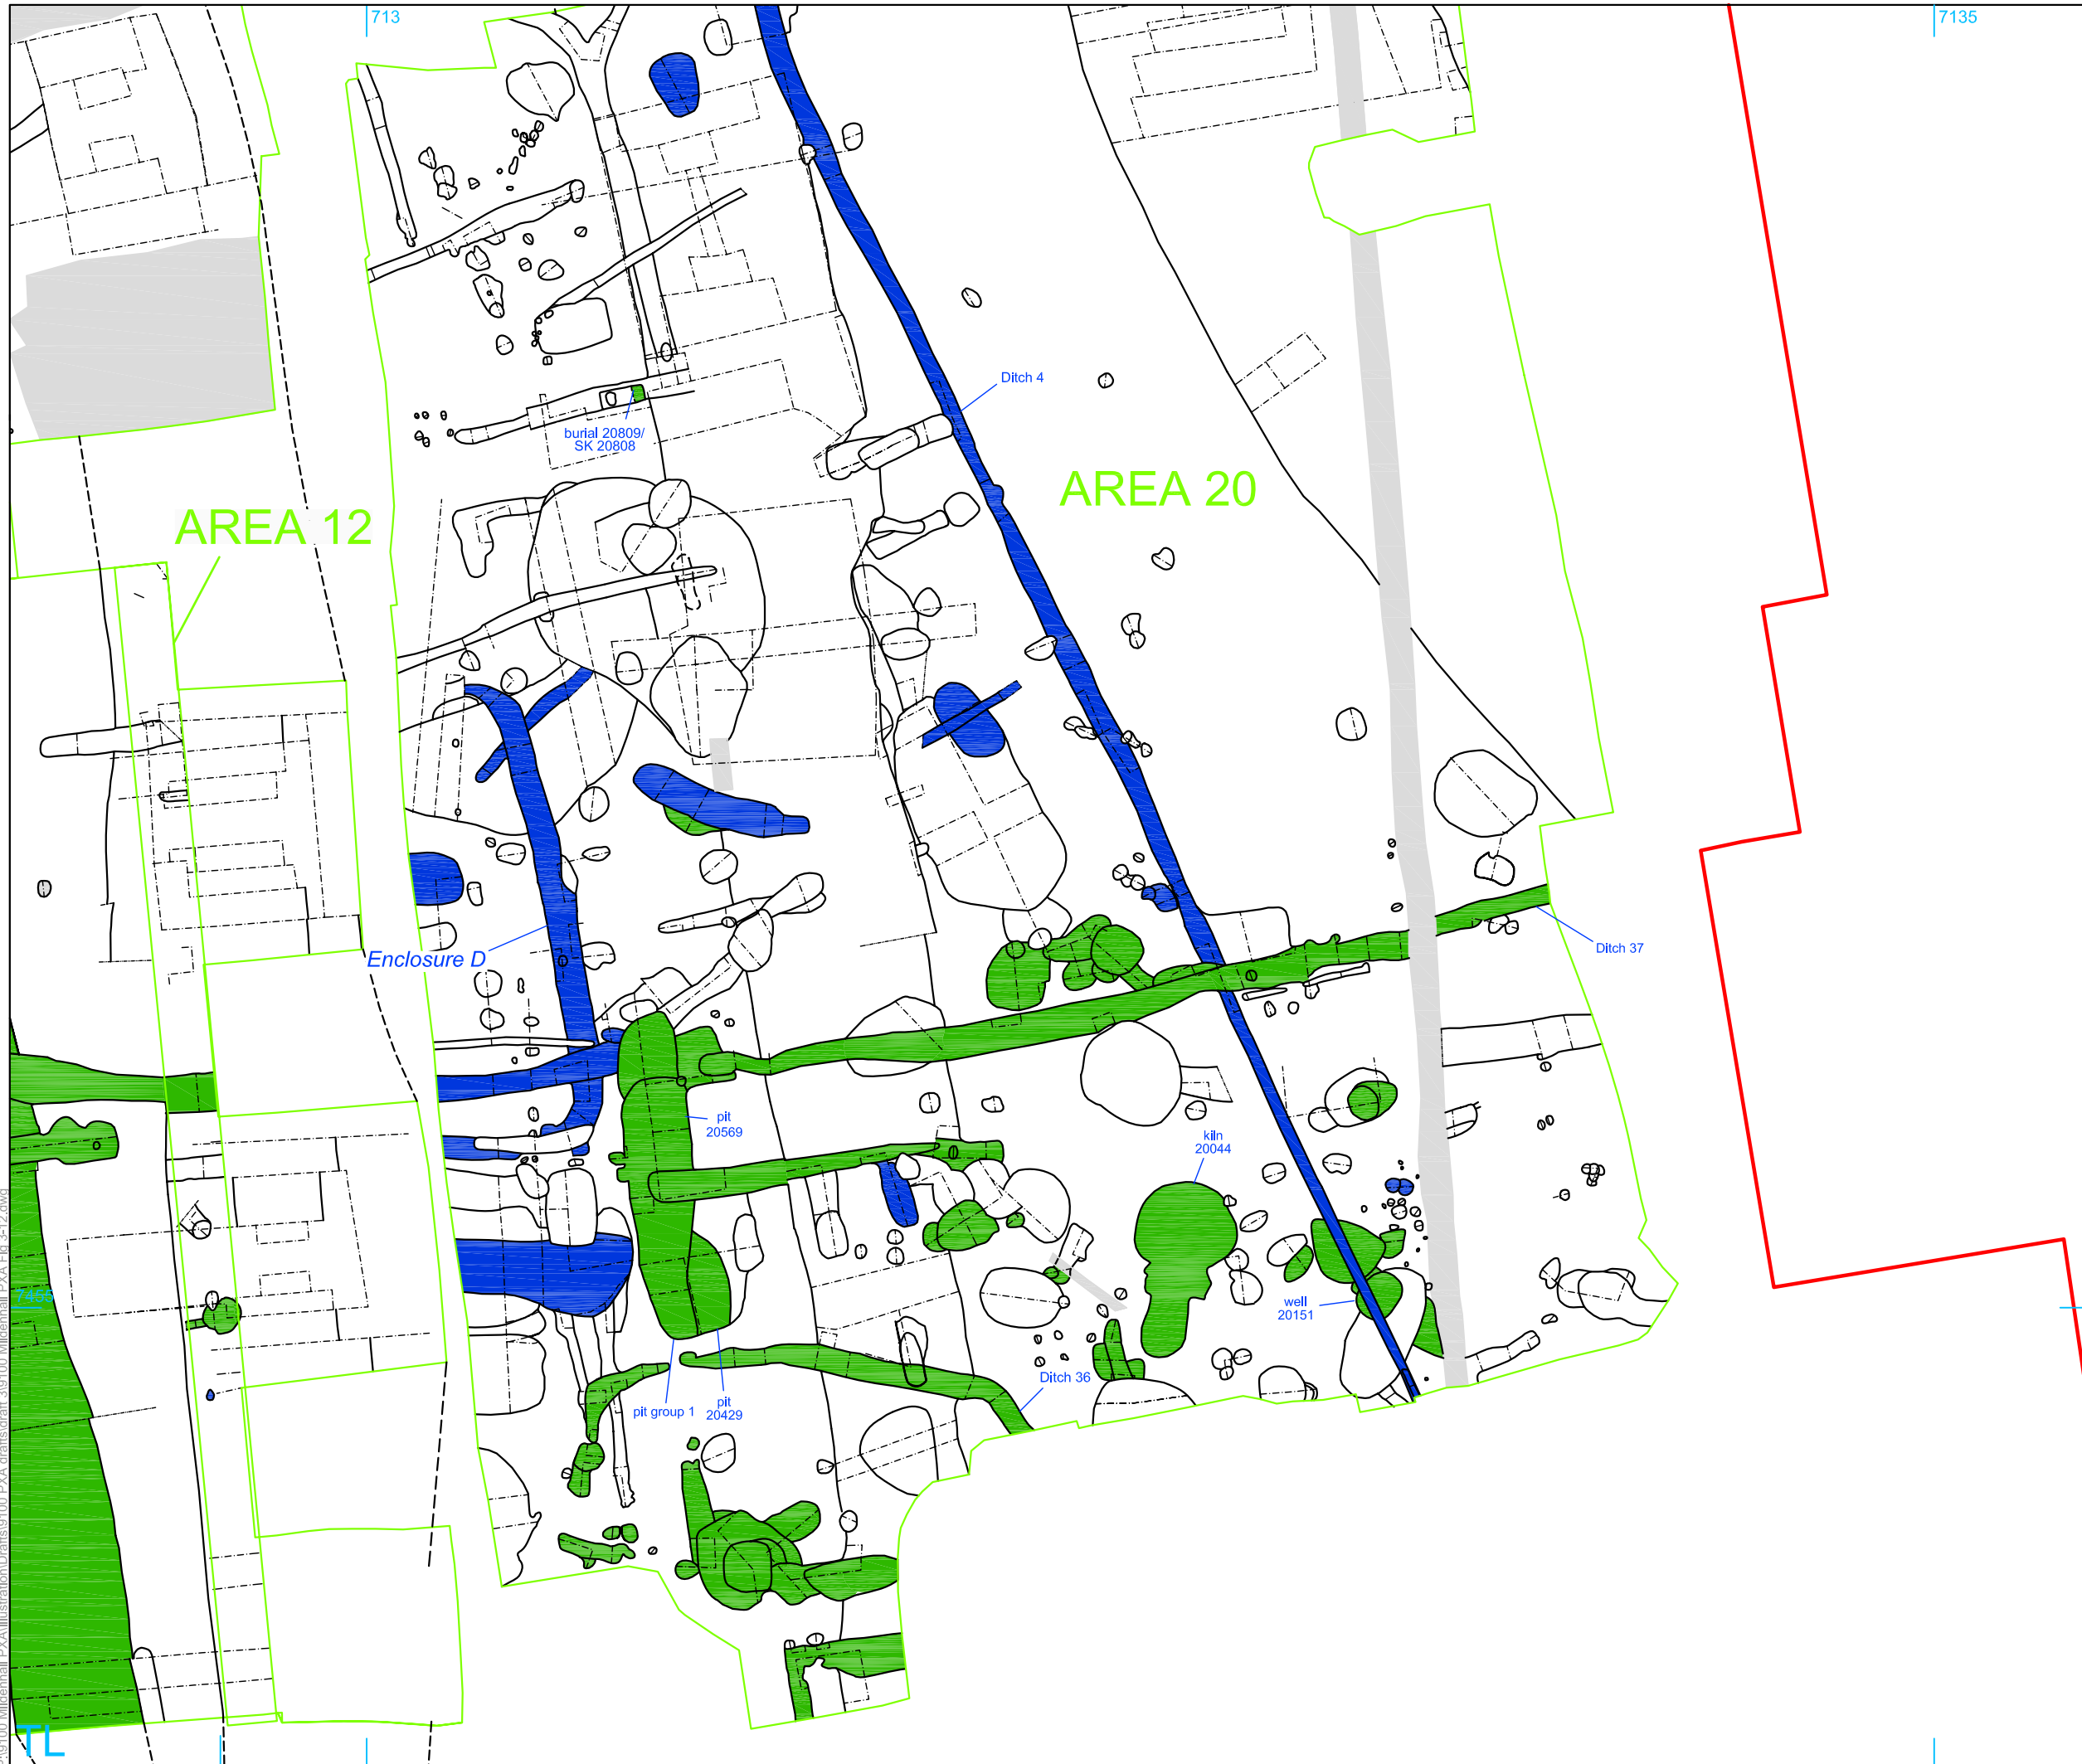 713
7135
Ditch 4
burial 20809/
SK 20808
AREA 20
AREA 12
Enclosure D
Ditch 37
pit
20569
kiln
20044
well
20151
7455
Ditch 36
pit group 1
pit
20429
TL